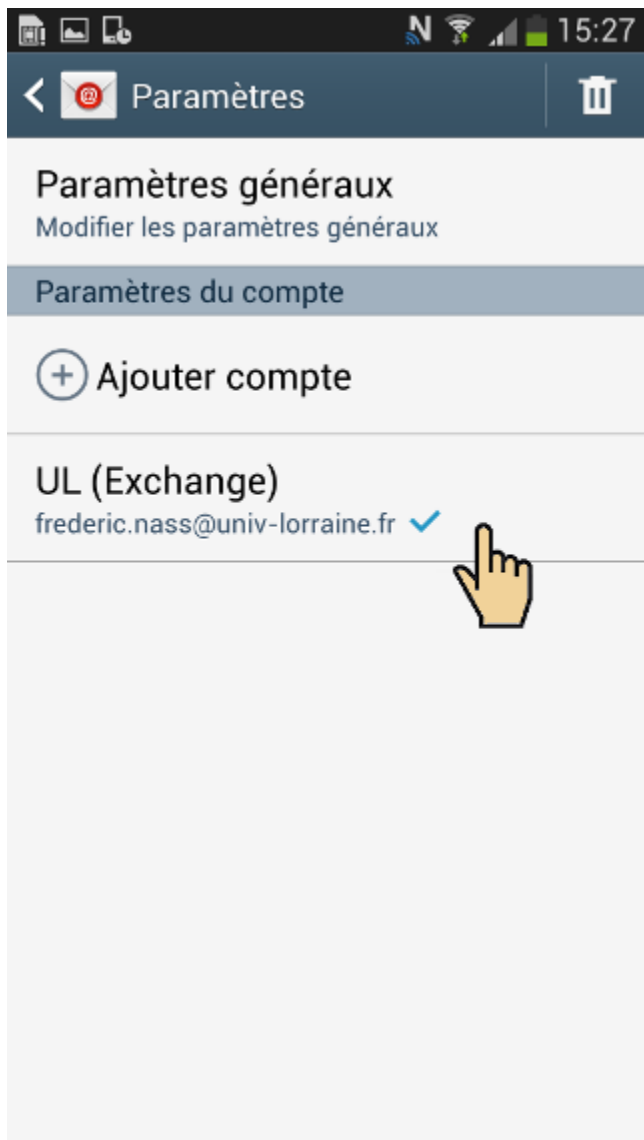 15:27
Paramètres
Paramètres généraux
Modifier les paramètres généraux
Paramètres du compte
Ajouter compte
UL (Exchange)
frederic.nass@univ-lorraine.fr